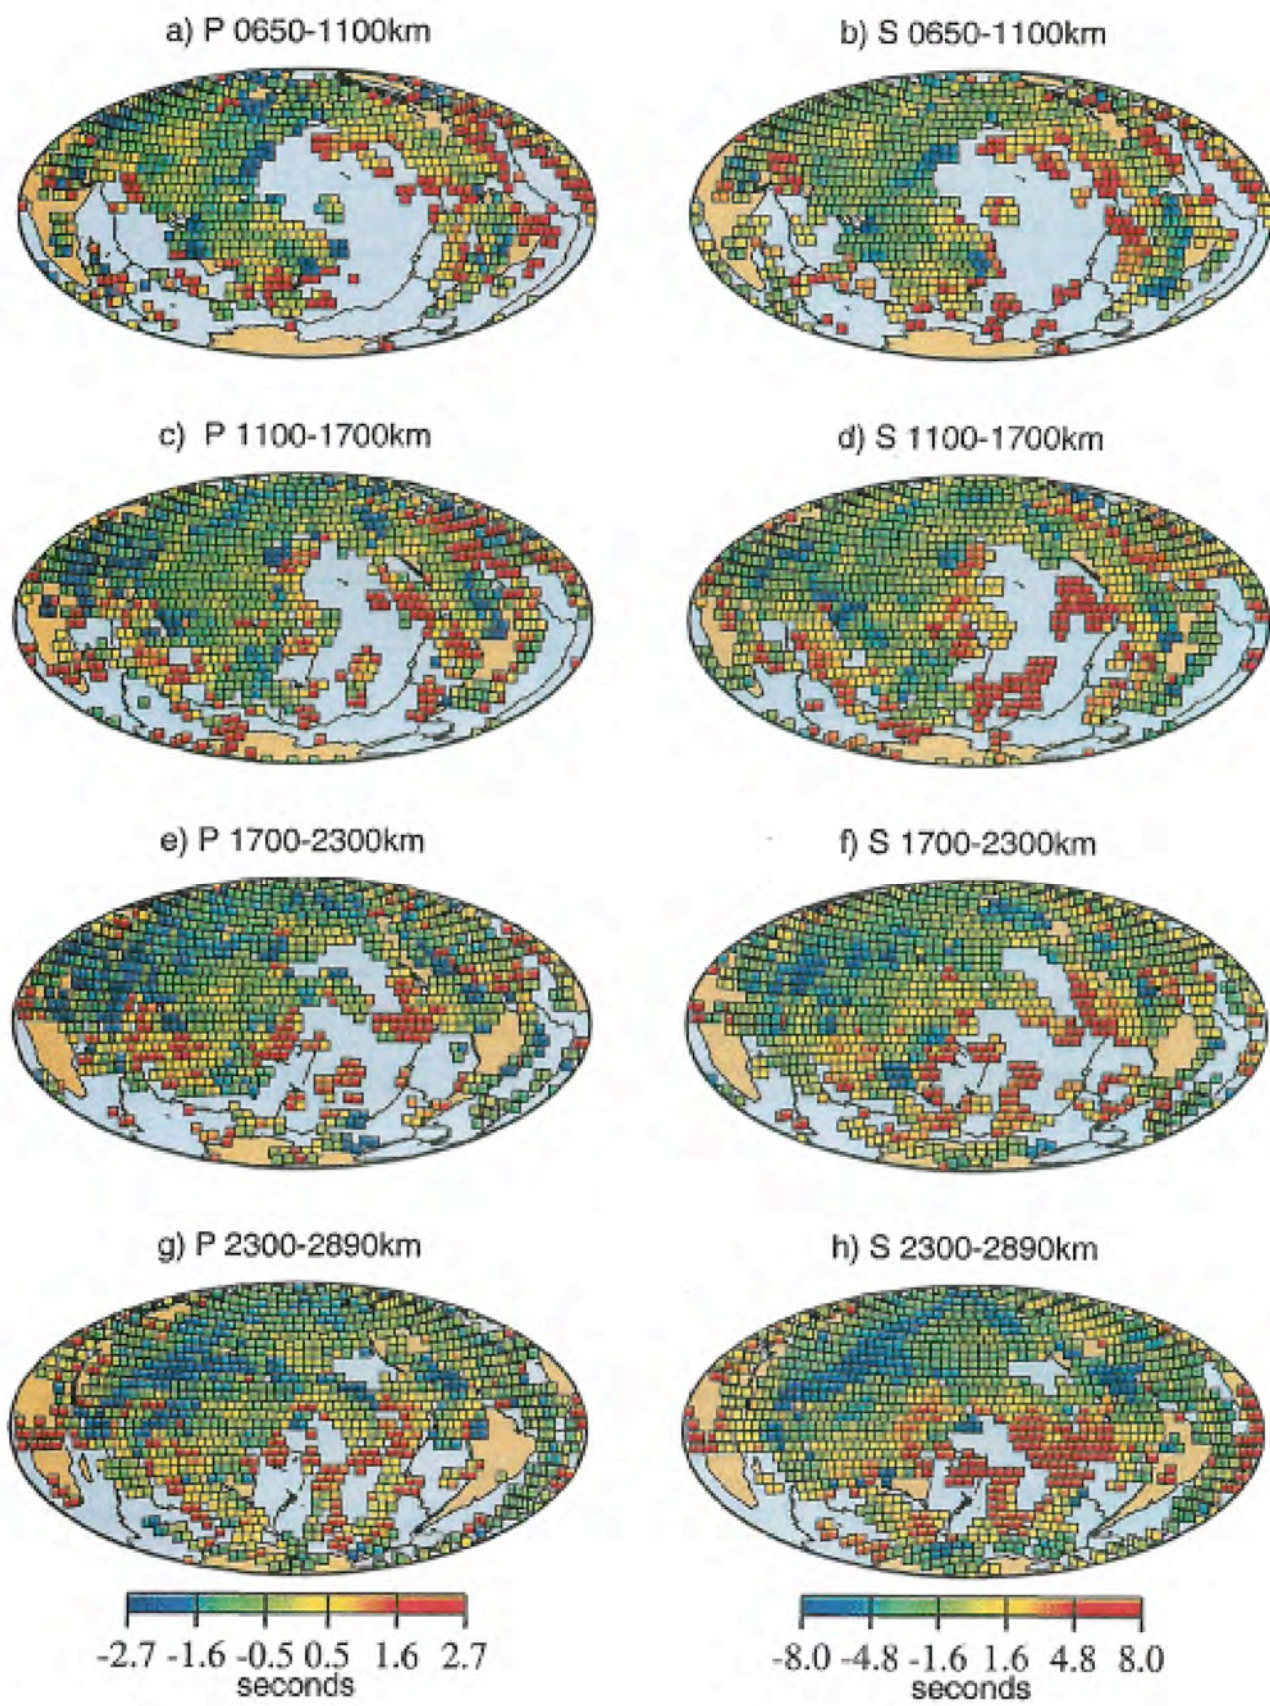 a) P 0650-1100km
b) S 0650-1100km
c) P 1100-1700km
d) S 1100-1700km
e) P 1700-2300km
f) S 1700-2300km
g) P 2300-2890km
h) S 2300-2890km
-2.7 -1.6 -0.5 0.5 1.6 2.7
seconds
-8.0 -4.8 -1.6 1.6 4.8 8.0
seconds